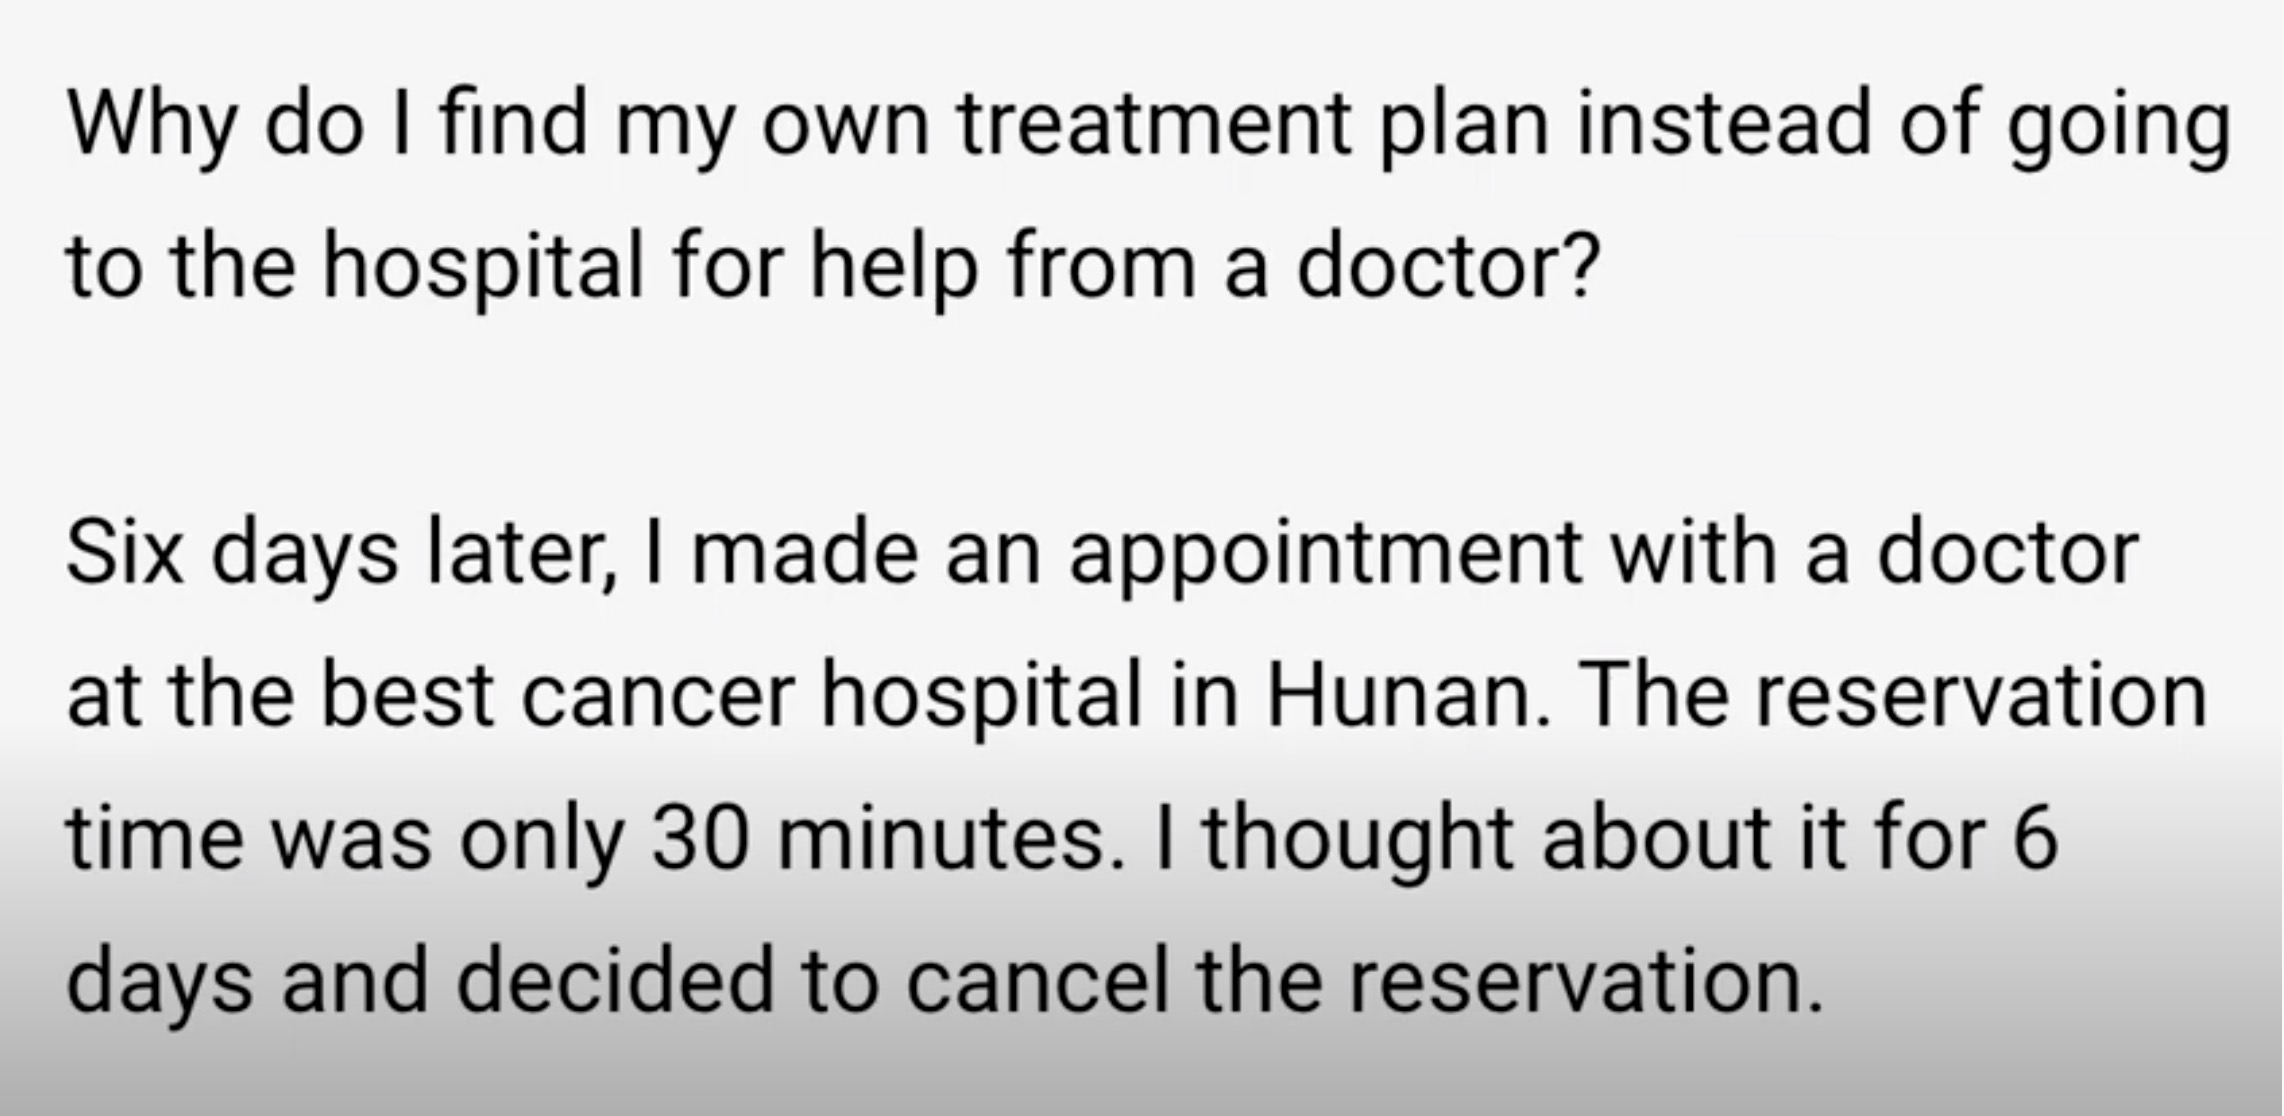 Why do I find my own treatment plan instead of going
to the hospital for help from a doctor?
Six days later, I made an appointment with a doctor
at the best cancer hospital in Hunan. The reservation
time was only 30 minutes. I thought about it for 6
days and decided to cancel the reservation.